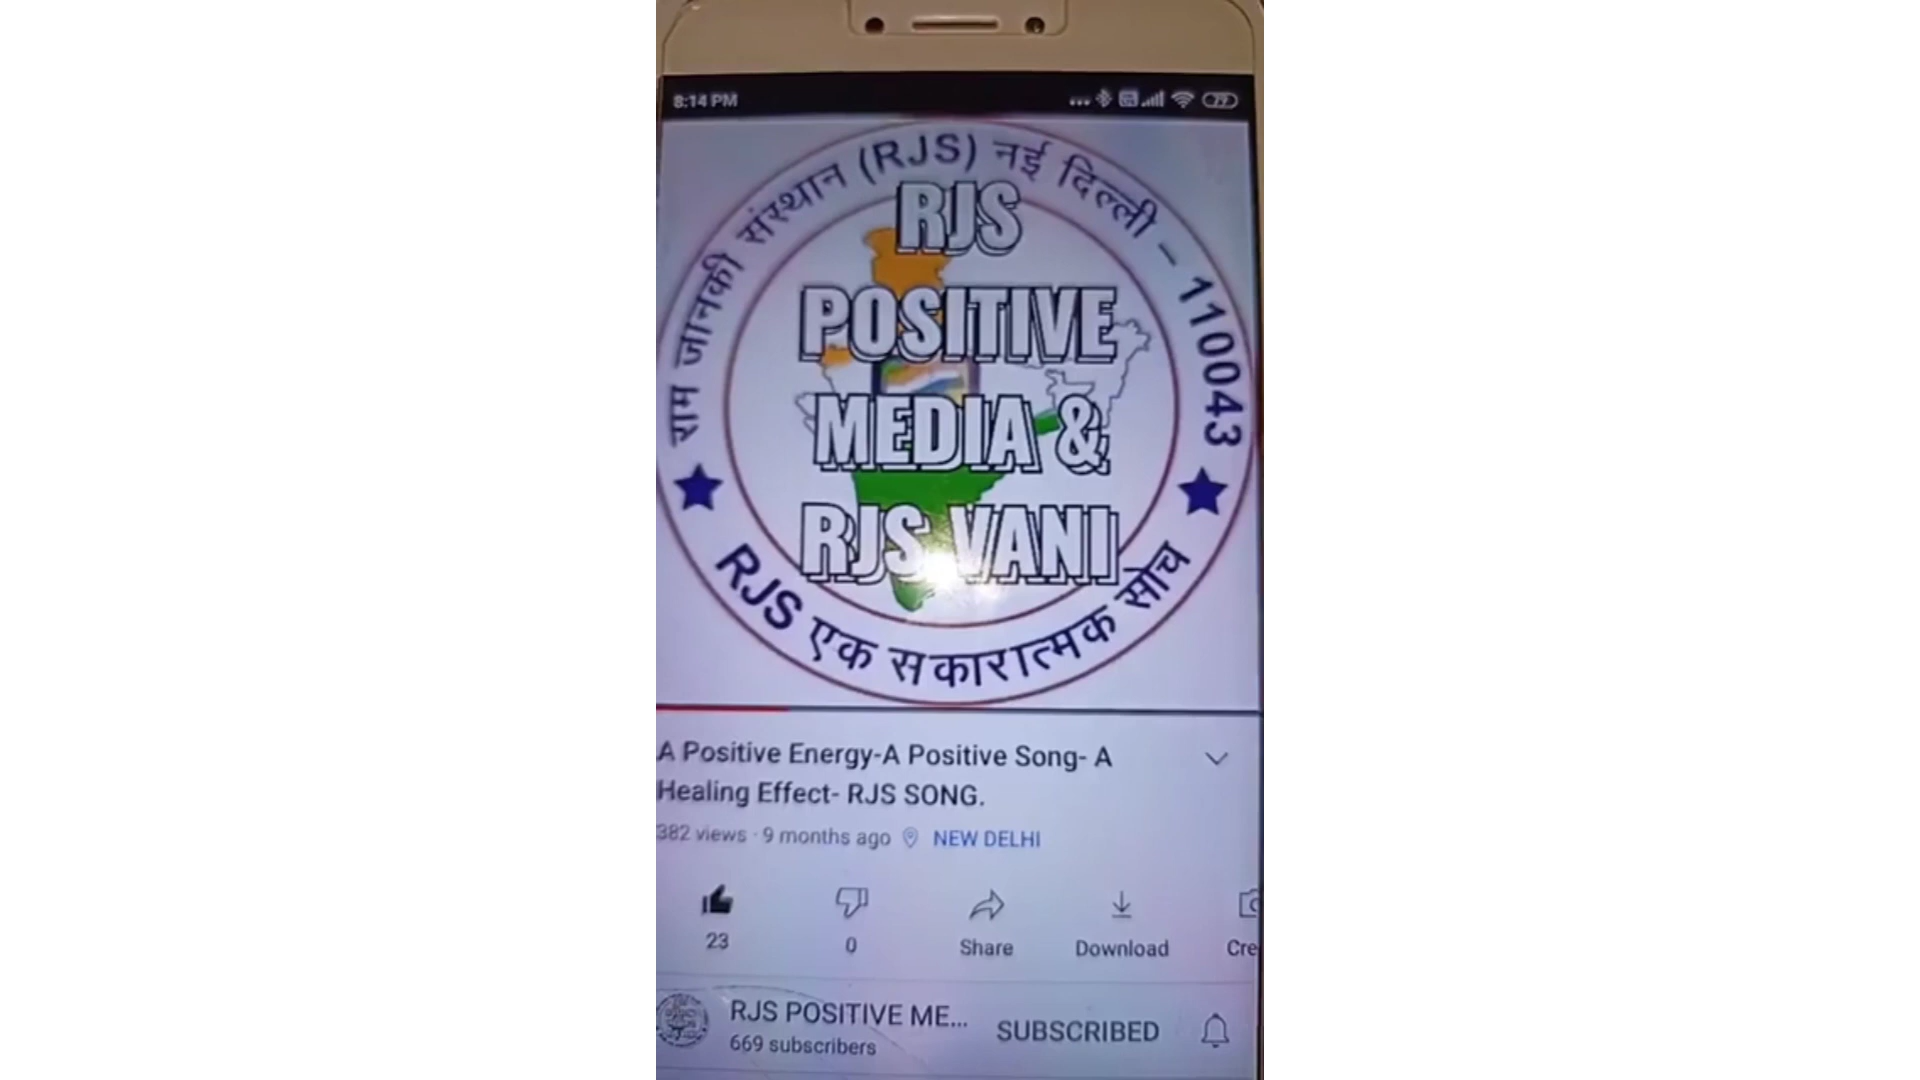 8:14 PM
79
राम जानकी संस्थान (RJS) नई दिल्ली - 110043
RJS
POSITIVE
MEDIA &
RJS VANI
RJS एक सकारात्मक सोच
A Positive Energy-A Positive Song- A
Healing Effect- RJS SONG.
382 views · 9 months ago NEW DELHI
23
0
Share
Download
Cre
RJS POSITIVE ME...
669 subscribers
SUBSCRIBED